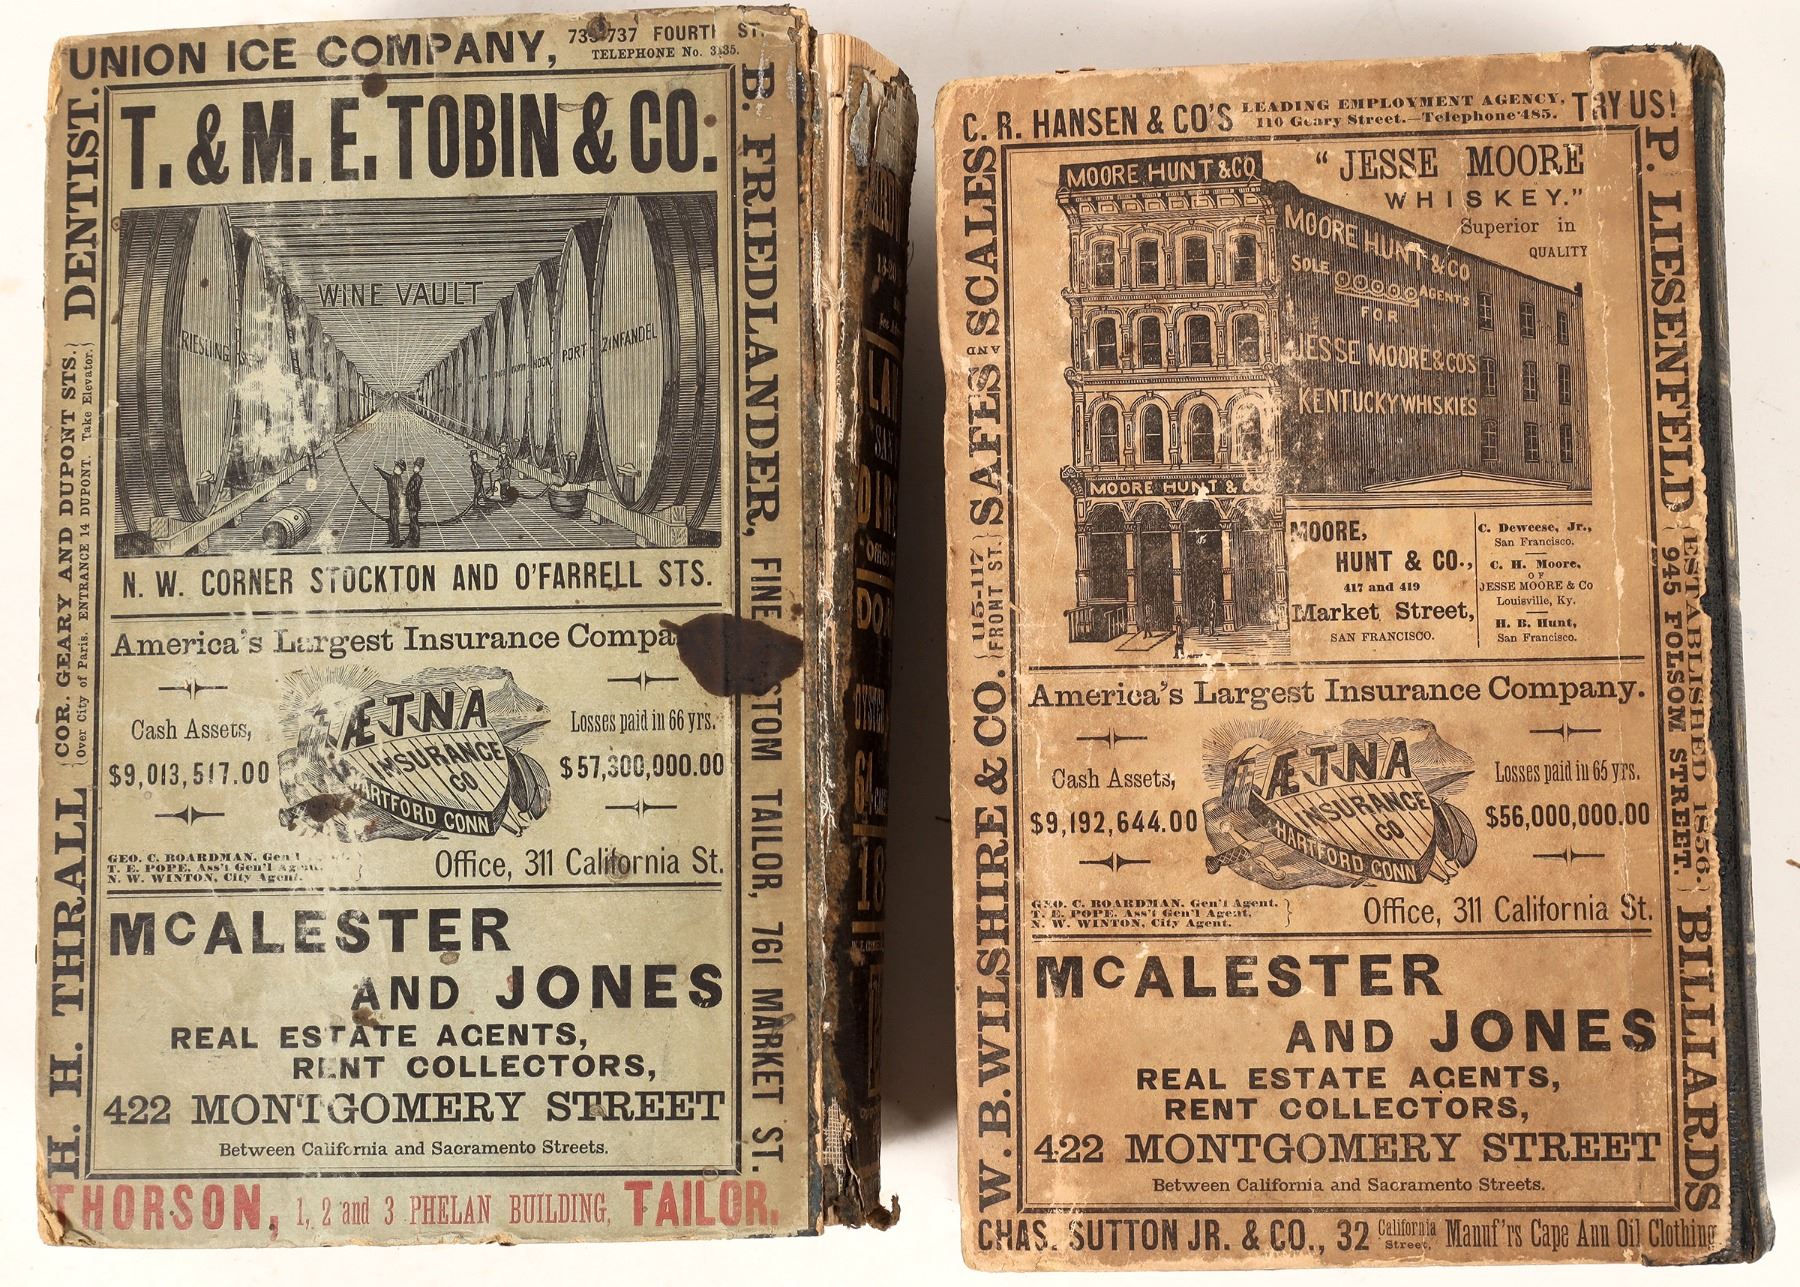 UNION ICE COMPANY,
FOURTH ST.
TELEPHONE No.
H. H. THRALL DENTIST.
COR. GEARY AND DUPONT STS.
Over City of Paris. ENTRANCE 14 DUPONT. Take Elevator.
T. & M. E. TOBIN & CO.
WINE VAULT
RIESLING
HOCK
PORT
ZINFANDEL
N. W. CORNER STOCKTON AND O'FARRELL STS.
America's Largest Insurance
Cash Assets,
$9,013,517.00
ÆTNA
INSURANCE
CO
HARTFORD CONN
Losses paid in 66 yrs.
$57,300,000.00
GEO. C. BOARDMAN, Gen'l
T. E. POPE, Ass't Gen'l Agent.
N. W. WINTON, City Agent.
Office, 311 California St.
MCALESTER
AND JONES
REAL ESTATE AGENTS,
RENT COLLECTORS,
422 MONTGOMERY STREET
Between California and Sacramento Streets.
THORSON, 1, 2 and 3 PHELAN BUILDING, TAILOR.
B. FRIEDLANDER, FINE TAILOR, 761 MARKET ST.
C. R. HANSEN & CO'S LEADING EMPLOYMENT AGENCY, TRY US!
110 Geary Street.—Telephone 485.
W. B. WILSHIRE & CO. 115-117 FRONT ST. SAFES AND SCALES
MOORE HUNT & CO
"JESSE MOORE
WHISKEY."
Superior in
QUALITY
MOORE HUNT & CO
SOLE AGENTS
FOR
JESSE MOORE & CO'S
KENTUCKY WHISKIES
MOORE HUNT & CO
MOORE,
HUNT & CO.,
417 and 419
Market Street,
SAN FRANCISCO.
C. Deweese, Jr.,
San Francisco.
C. H. Moore,
OF
JESSE MOORE & Co
Louisville, Ky.
H. B. Hunt,
San Francisco.
America's Largest Insurance Company.
Cash Assets,
$9,192,644.00
ÆTNA
INSURANCE
CO
HARTFORD CONN
Losses paid in 65 yrs.
$56,000,000.00
GEO. C. BOARDMAN, Gen'l Agent.
T. E. POPE, Ass't Gen'l Agent.
N. W. WINTON, City Agent.
Office, 311 California St.
MCALESTER
AND JONES
REAL ESTATE AGENTS,
RENT COLLECTORS,
422 MONTGOMERY STREET
Between California and Sacramento Streets.
CHAS. SUTTON JR. & CO., 32 California Street, Manuf'rs Cape Ann Oil Clothing
P. LIESENFELD ESTABLISHED 1856. 945 FOLSOM STREET. BILLIARDS